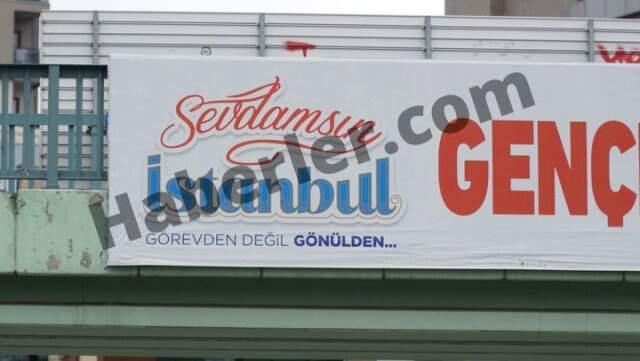 Sevdamsın
İstanbul
GÖREVDEN DEĞİL GÖNÜLDEN...
GENÇ
Haberler.com